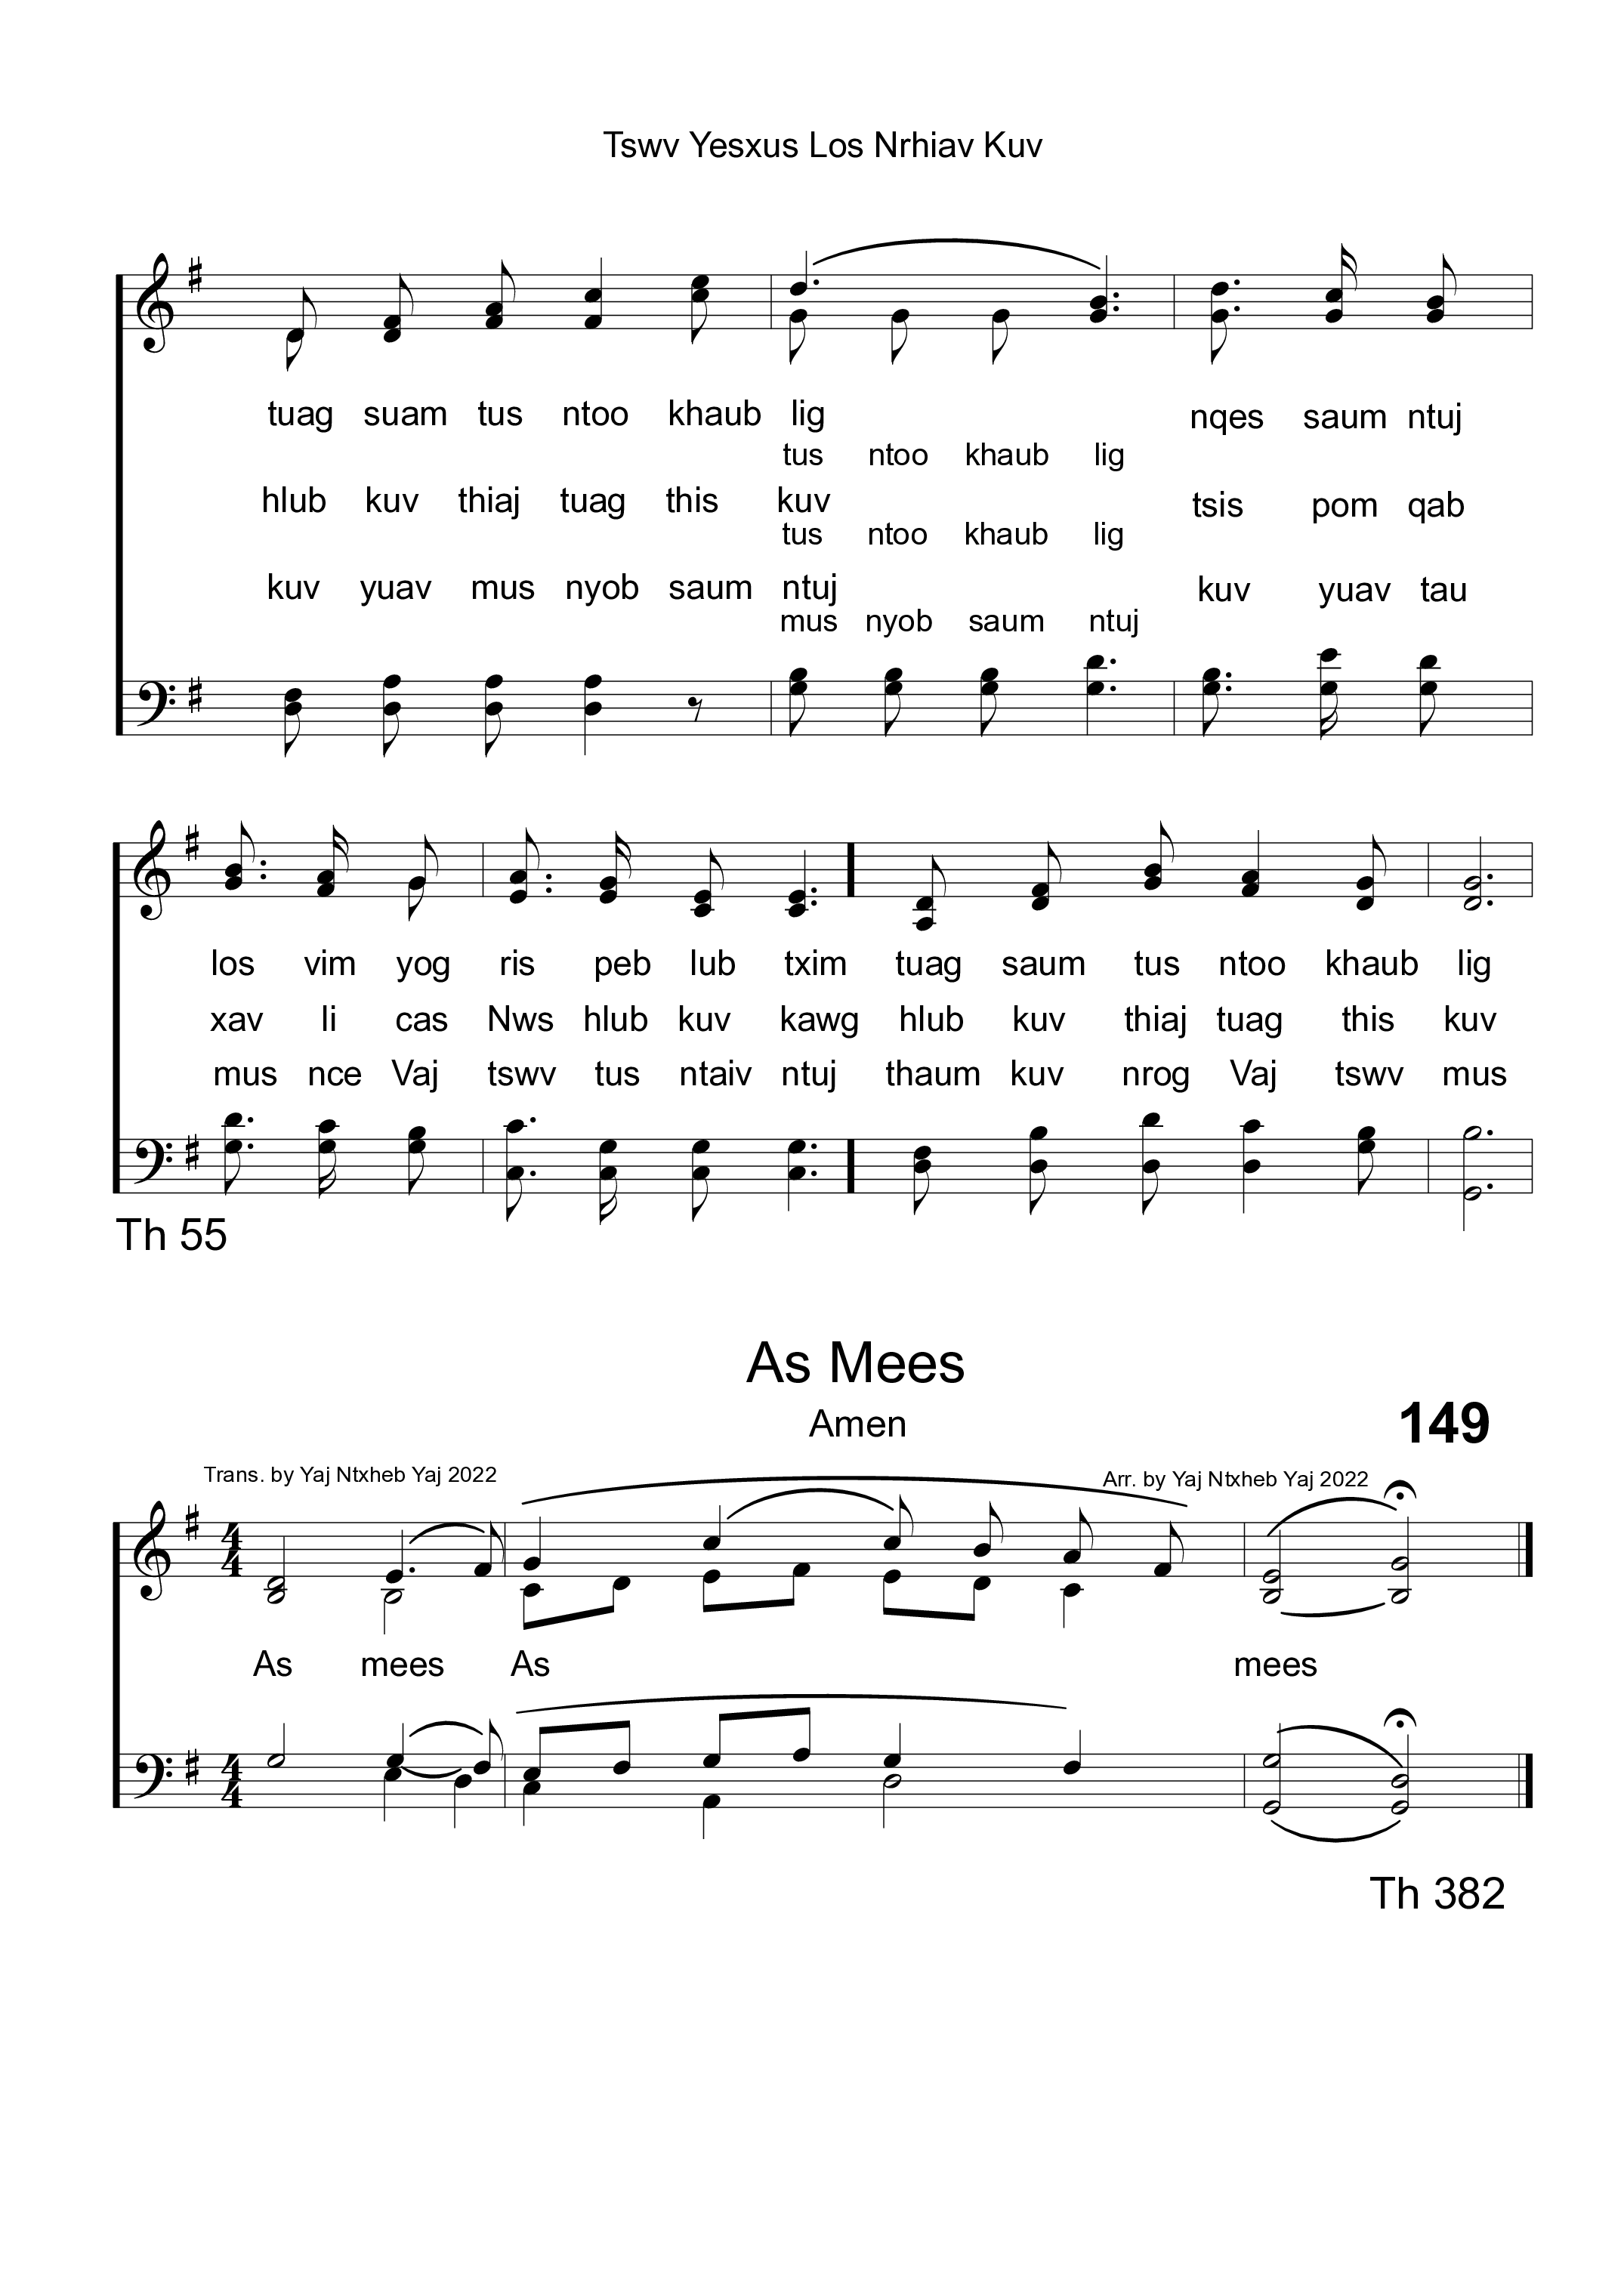 Tswv Yesxus Los Nrhiav Kuv
tuag suam tus ntoo khaub lig nqes saum ntuj
tus ntoo khaub lig
hlub kuv thiaj tuag this kuv tsis pom qab
tus ntoo khaub lig
kuv yuav mus nyob saum ntuj kuv yuav tau
mus nyob saum ntuj
los vim yog ris peb lub txim tuag saum tus ntoo khaub lig
xav li cas Nws hlub kuv kawg hlub kuv thiaj tuag this kuv
mus nce Vaj tswv tus ntaiv ntuj thaum kuv nrog Vaj tswv mus
Th 55
As Mees
Amen
149
Trans. by Yaj Ntxheb Yaj 2022
Arr. by Yaj Ntxheb Yaj 2022
4
4
As mees As mees
4
4
Th 382